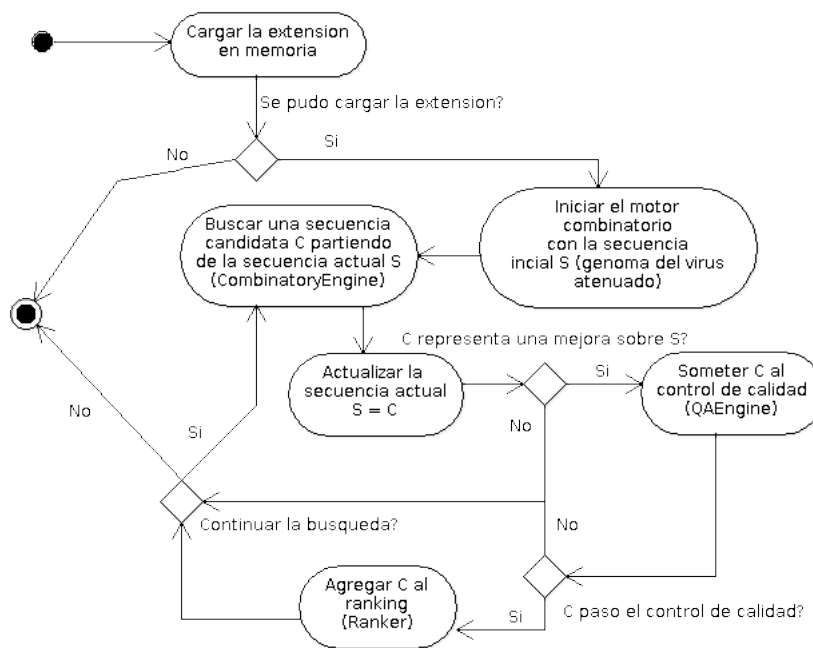 Cargar la extension
en memoria
Se pudo cargar la extension?
No
Si
Buscar una secuencia
candidata C partiendo
de la secuencia actual S
(CombinatoryEngine)
Iniciar el motor
combinatorio
con la secuencia
incial S (genoma del virus
atenuado)
C representa una mejora sobre S?
Actualizar la
secuencia actual
S = C
Si
Someter C al
control de calidad
(QAEngine)
No
No
Si
Continuar la busqueda?
No
Agregar C al
ranking
(Ranker)
Si
C paso el control de calidad?